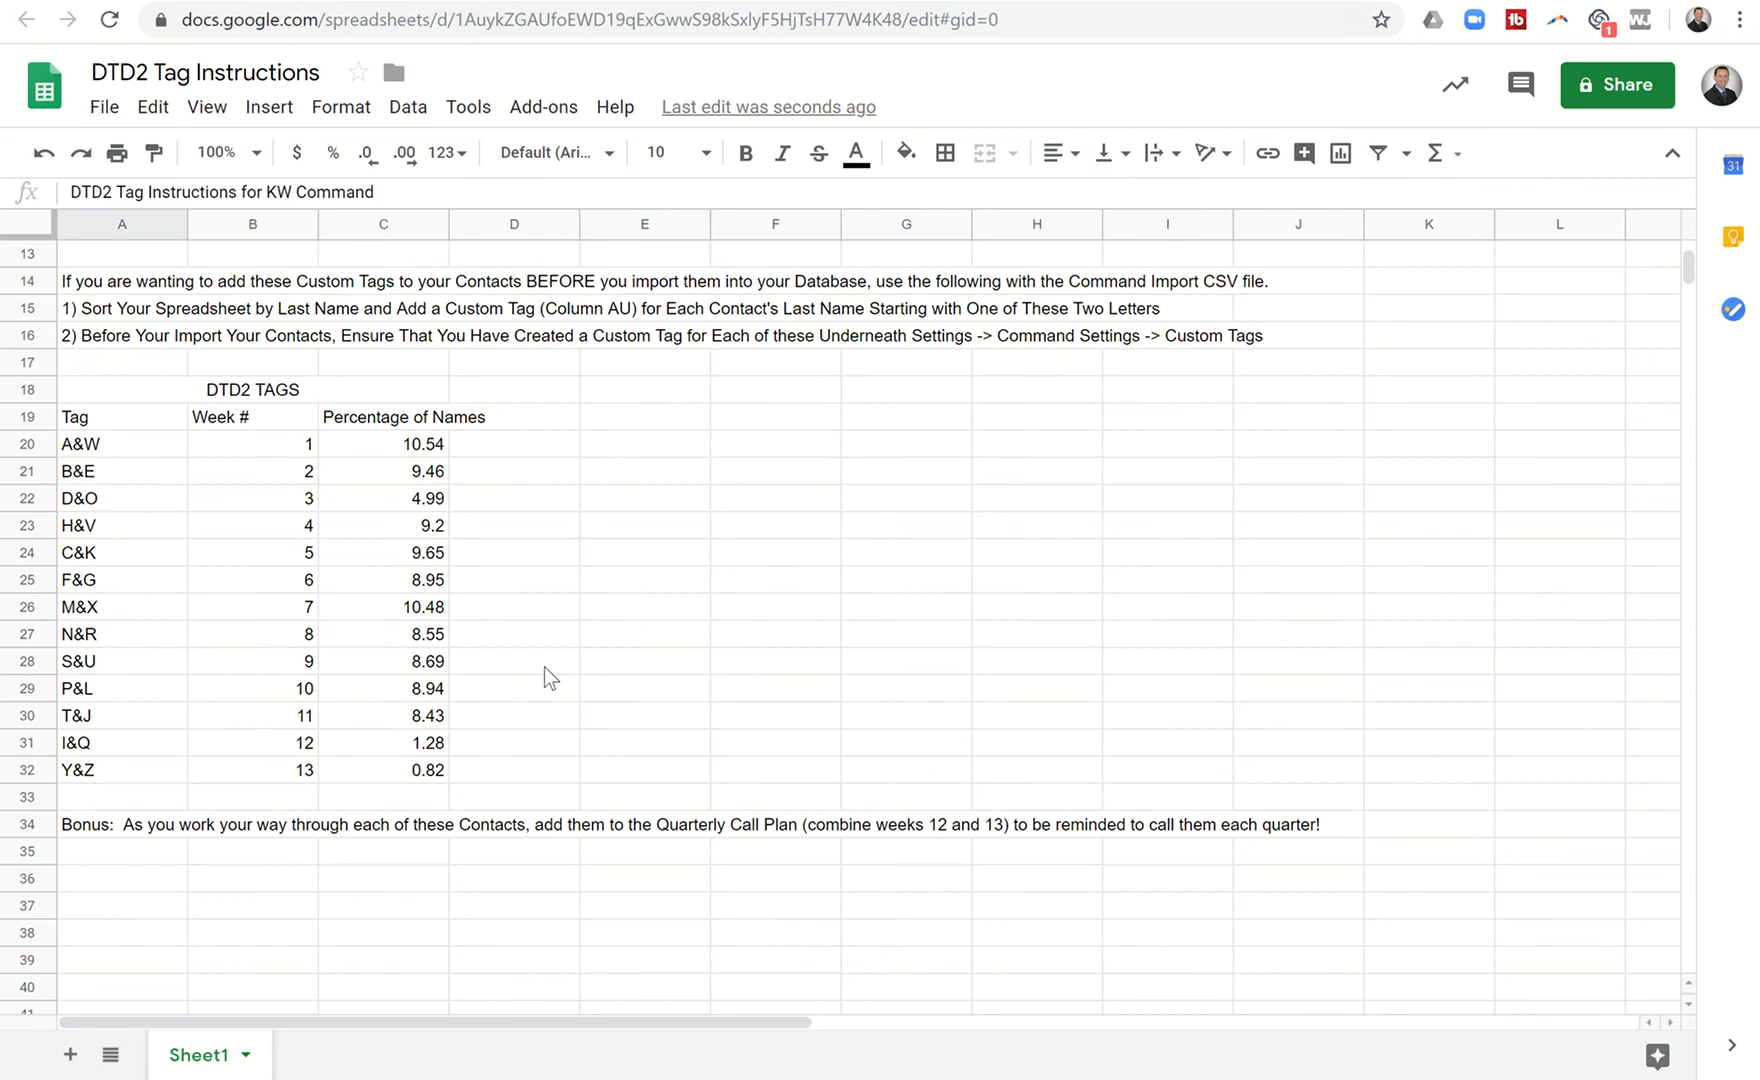 docs.google.com/spreadsheets/d/1AuykZGAUfoEWD19qExGwwS98kSxlyF5HjTsH77W4K48/edit#gid=0
tb
1
WJ
DTD2 Tag Instructions
File Edit View Insert Format Data Tools Add-ons Help Last edit was seconds ago
Share
100% $ % .0 .00 123 Default (Ari... 10 B I S A Σ
31
fx DTD2 Tag Instructions for KW Command
A B C D E F G H I J K L
13
14 If you are wanting to add these Custom Tags to your Contacts BEFORE you import them into your Database, use the following with the Command Import CSV file.
15 1) Sort Your Spreadsheet by Last Name and Add a Custom Tag (Column AU) for Each Contact's Last Name Starting with One of These Two Letters
16 2) Before Your Import Your Contacts, Ensure That You Have Created a Custom Tag for Each of these Underneath Settings -> Command Settings -> Custom Tags
17
18 DTD2 TAGS
19 Tag Week # Percentage of Names
20 A&W 1 10.54
21 B&E 2 9.46
22 D&O 3 4.99
23 H&V 4 9.2
24 C&K 5 9.65
25 F&G 6 8.95
26 M&X 7 10.48
27 N&R 8 8.55
28 S&U 9 8.69
29 P&L 10 8.94
30 T&J 11 8.43
31 I&Q 12 1.28
32 Y&Z 13 0.82
33
34 Bonus: As you work your way through each of these Contacts, add them to the Quarterly Call Plan (combine weeks 12 and 13) to be reminded to call them each quarter!
35
36
37
38
39
40
41
Sheet1